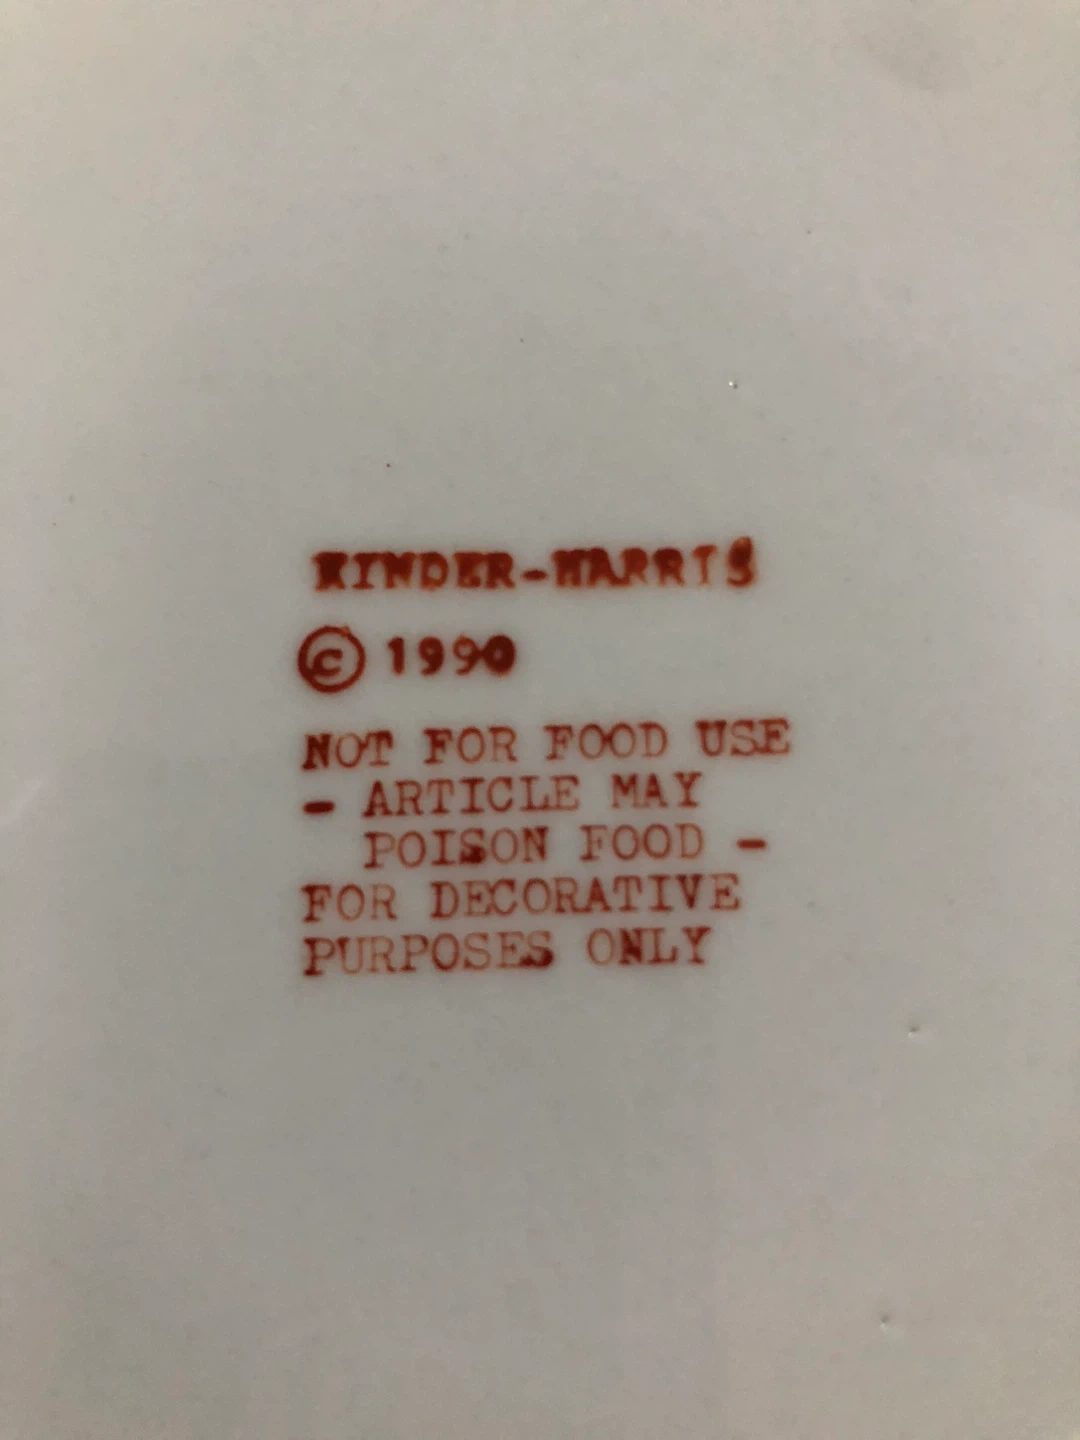 KINDER-HARRIS
© 1990
NOT FOR FOOD USE
- ARTICLE MAY
POISON FOOD -
FOR DECORATIVE
PURPOSES ONLY